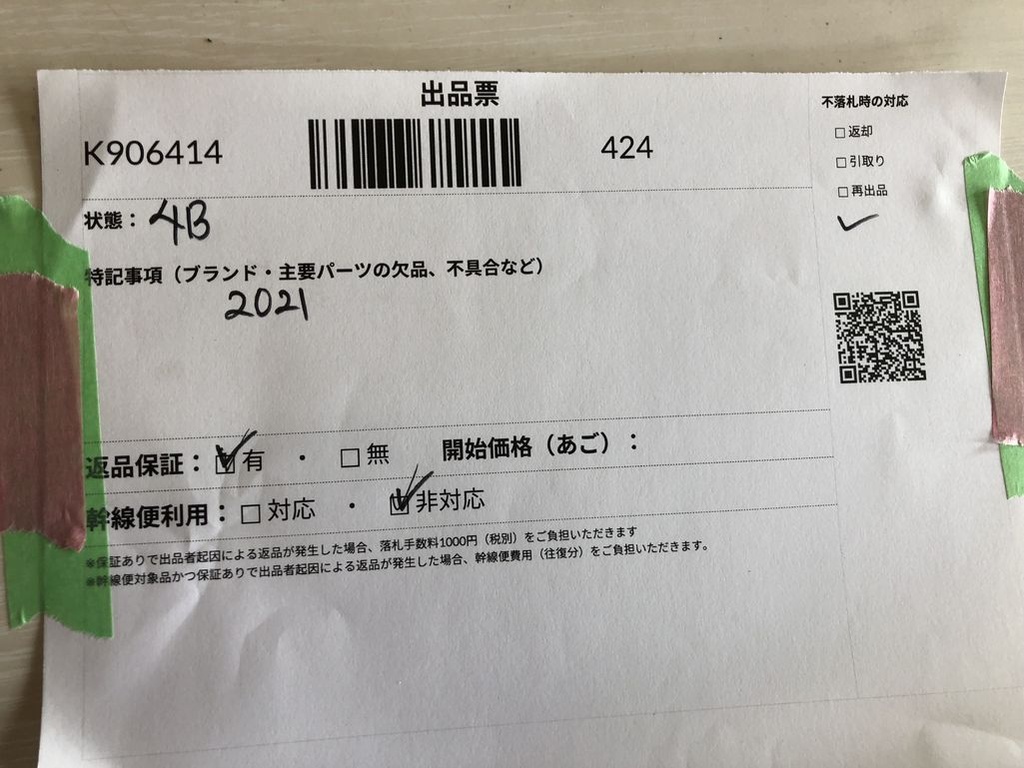 出品票
K906414
424
状態：4B
特記事項（ブランド・主要パーツの欠品、不具合など）
2021
返品保証：☑有 ・ □無 開始価格（あご）：
幹線便利用：□対応 ・ ☑非対応
※保証ありで出品者起因による返品が発生した場合、落札手数料1000円（税別）をご負担いただきます
※幹線便対象品かつ保証ありで出品者起因による返品が発生した場合、幹線便費用（往復分）をご負担いただきます。
不落札時の対応
□返却
□引取り
□再出品
✓